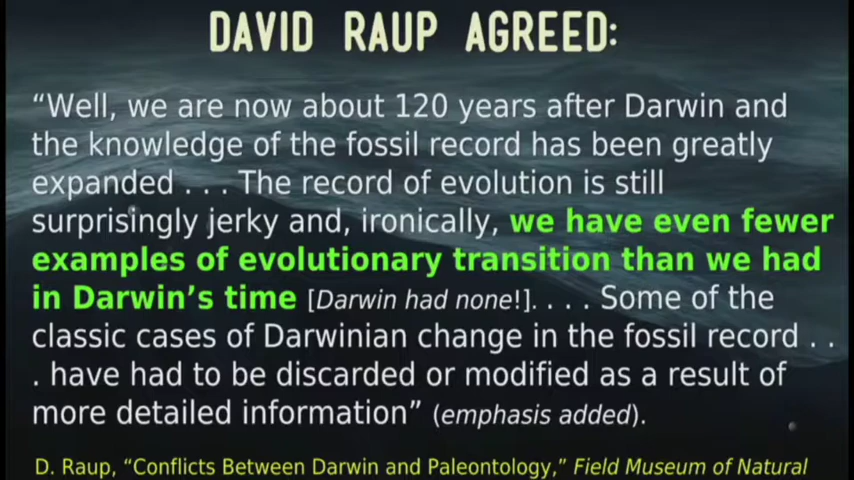 DAVID RAUP AGREED:
“Well, we are now about 120 years after Darwin and
the knowledge of the fossil record has been greatly
expanded . . . The record of evolution is still
surprisingly jerky and, ironically, we have even fewer
examples of evolutionary transition than we had
in Darwin’s time [Darwin had none!]. . . . Some of the
classic cases of Darwinian change in the fossil record . .
. have had to be discarded or modified as a result of
more detailed information” (emphasis added).
D. Raup, “Conflicts Between Darwin and Paleontology,” Field Museum of Natural